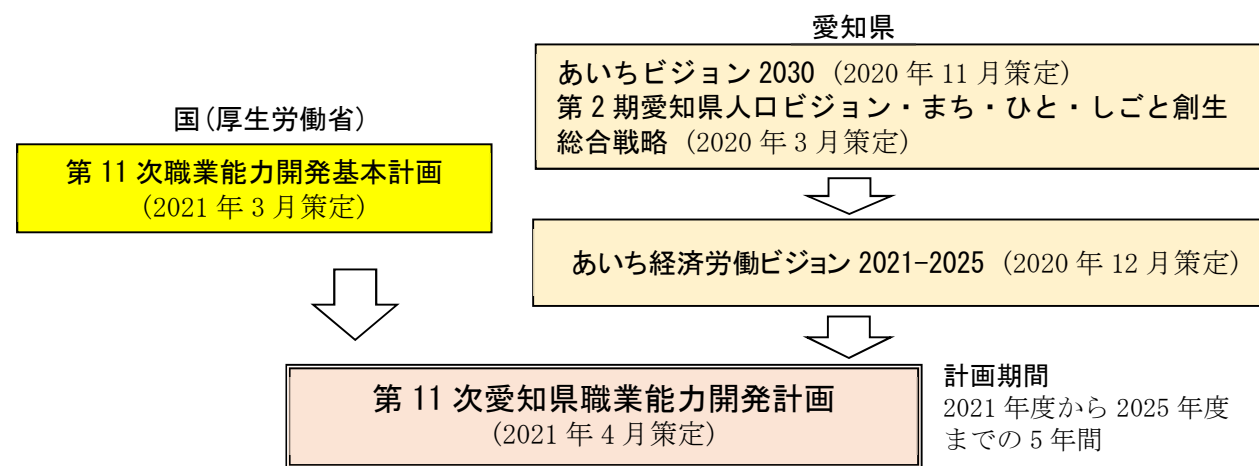 愛知県
あいちビジョン 2030 (2020 年 11 月策定)
第 2 期愛知県人口ビジョン・まち・ひと・しごと創生
総合戦略 (2020 年 3 月策定)
国(厚生労働省)
第 11 次職業能力開発基本計画
(2021 年 3 月策定)
あいち経済労働ビジョン 2021-2025 (2020 年 12 月策定)
第 11 次愛知県職業能力開発計画
(2021 年 4 月策定)
計画期間
2021 年度から 2025 年度
までの 5 年間